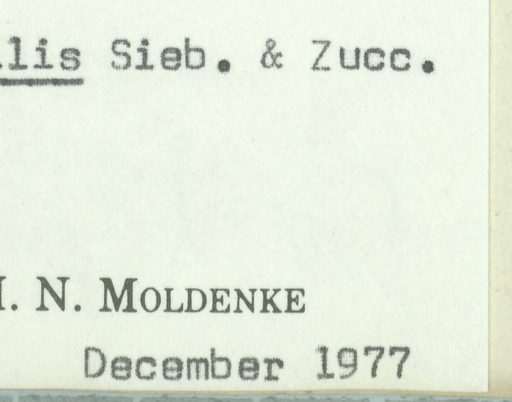 lis Sieb. & Zucc.
H. N. Moldenke
December 1977